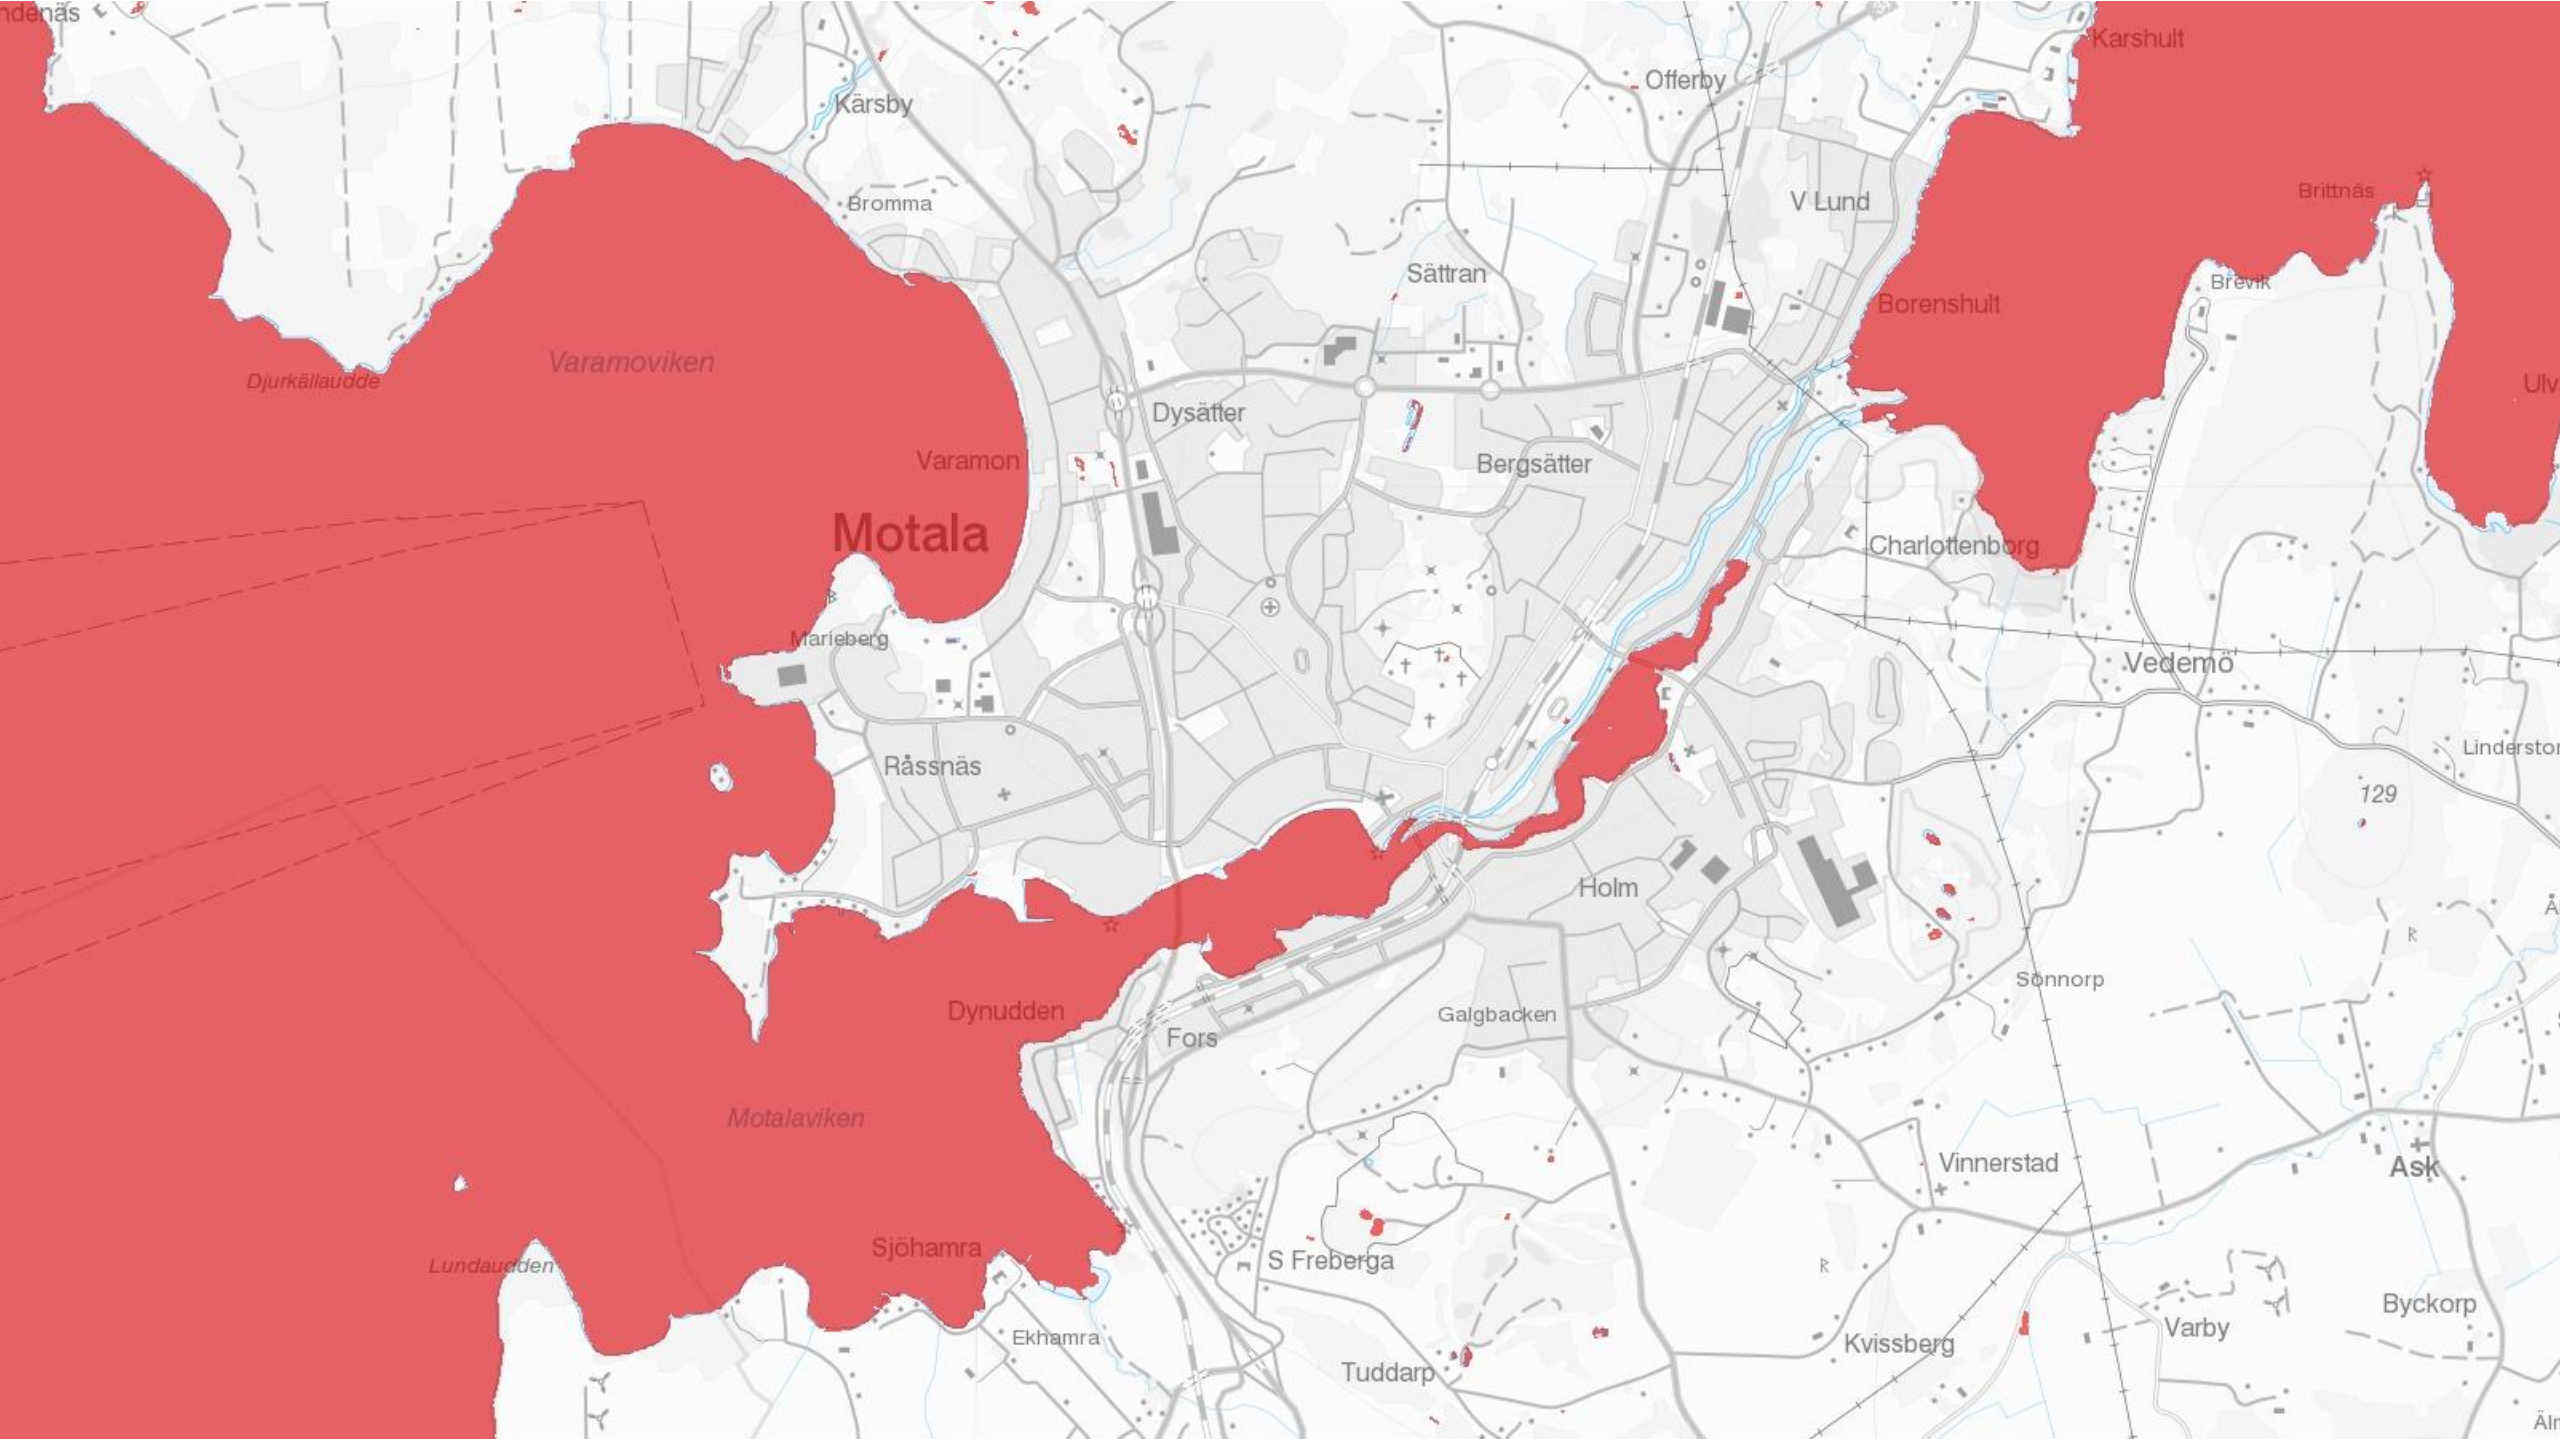 Karshult
Offerby
Kärsby
Brittnäs
V Lund
Bromma
Sättran
Brevik
Borenshult
Varamoviken
Djurkällaudde
Dysätter
Varamon
Bergsätter
Motala
Charlottenborg
Marieberg
Vedemö
Råssnäs
129
Holm
Sönnorp
Dynudden
Galgbacken
Fors
Motalaviken
Vinnerstad
Ask
Sjöhamra
S Freberga
Lundaudden
Byckorp
Varby
Ekhamra
Kvissberg
Tuddarp